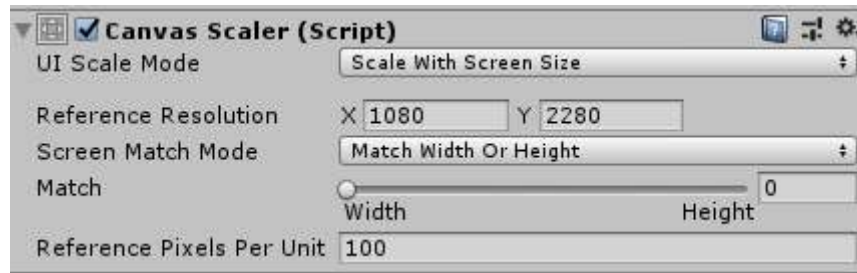 Canvas Scaler (Script)
UI Scale Mode Scale With Screen Size
Reference Resolution X 1080 Y 2280
Screen Match Mode Match Width Or Height
Match 0
Width Height
Reference Pixels Per Unit 100